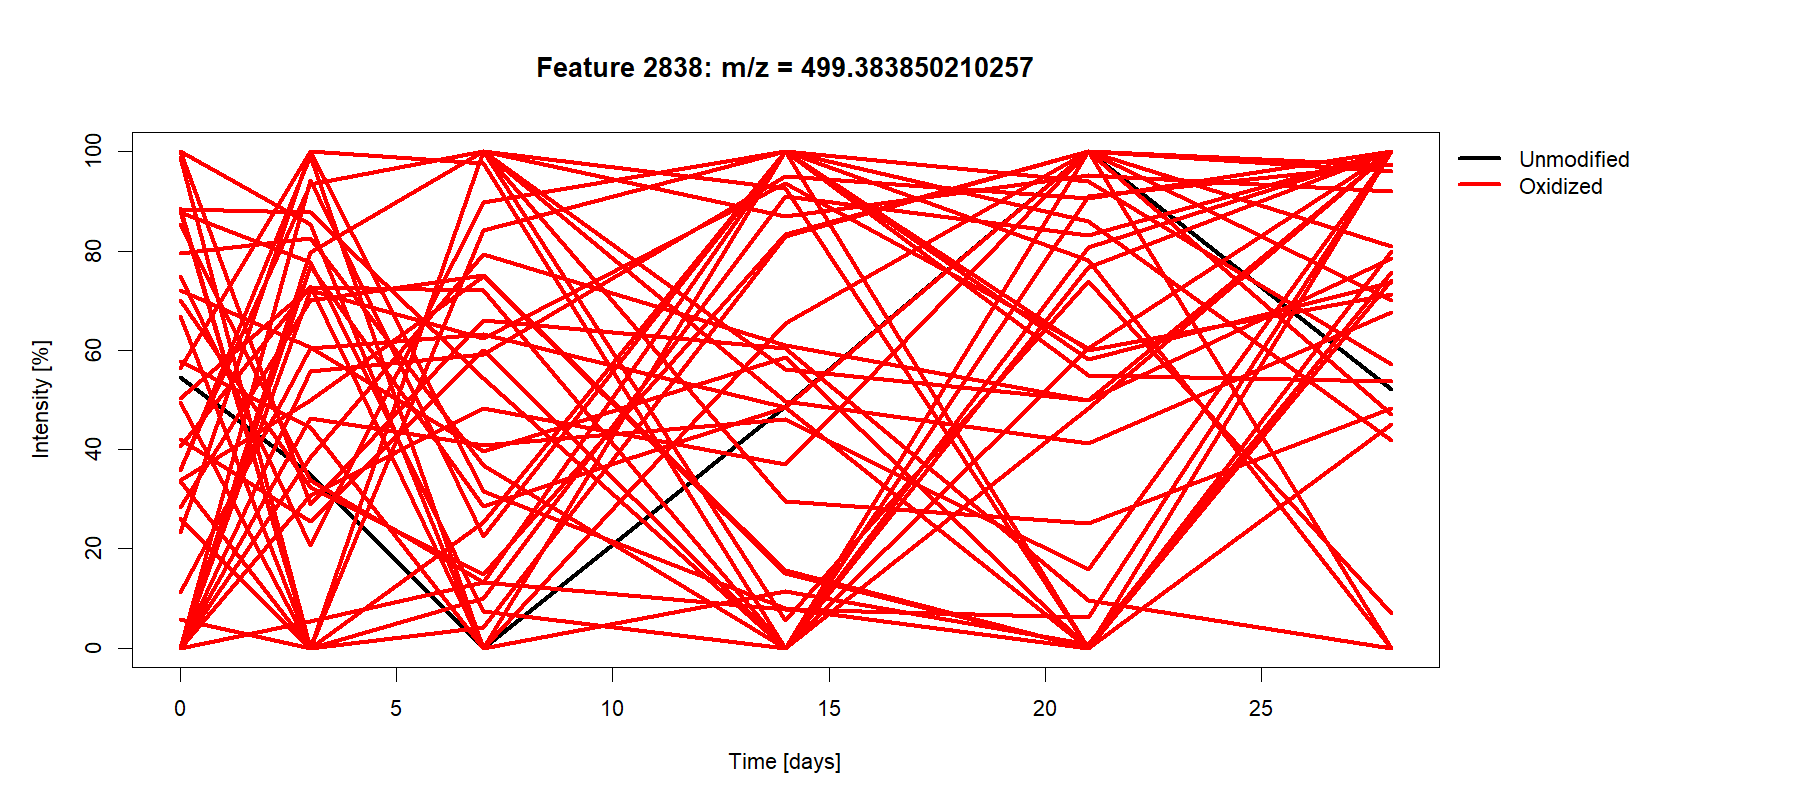 Feature 2838: m/z = 499.383850210257
Unmodified
Oxidized
100
80
60
40
20
0
Intensity [%]
0 5 10 15 20 25
Time [days]